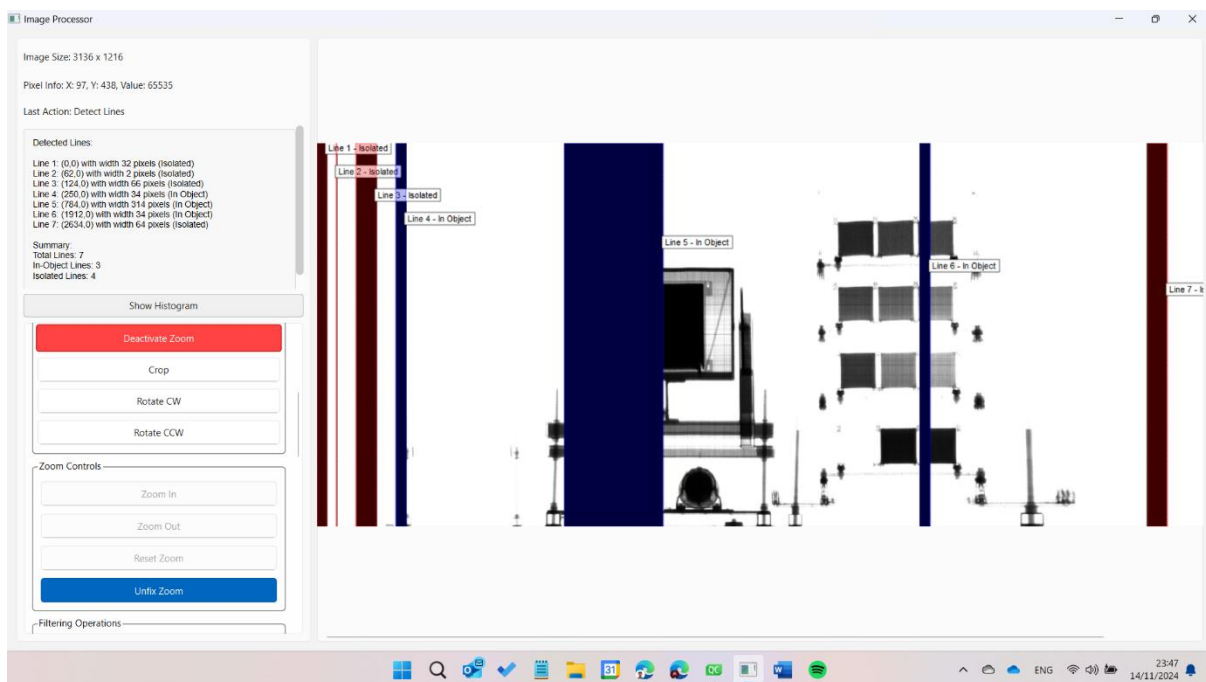 Image Processor
Image Size: 3136 x 1216
Pixel Info: X: 97, Y: 438, Value: 65535
Last Action: Detect Lines
Detected Lines:
Line 1: (0,0) with width 32 pixels (Isolated)
Line 2: (62,0) with width 2 pixels (Isolated)
Line 3: (124,0) with width 66 pixels (Isolated)
Line 4: (250,0) with width 34 pixels (In Object)
Line 5: (784,0) with width 314 pixels (In Object)
Line 6: (1912,0) with width 34 pixels (In Object)
Line 7: (2634,0) with width 64 pixels (Isolated)
Summary:
Total Lines: 7
In-Object Lines: 3
Isolated Lines: 4
Show Histogram
Deactivate Zoom
Crop
Rotate CW
Rotate CCW
Zoom Controls
Zoom In
Zoom Out
Reset Zoom
Unfix Zoom
Filtering Operations
Line 1 - Isolated
Line 2 - Isolated
Line 3 - Isolated
Line 4 - In Object
Line 5 - In Object
Line 6 - In Object
Line 7 - I
31
QC
ENG
23:47
14/11/2024